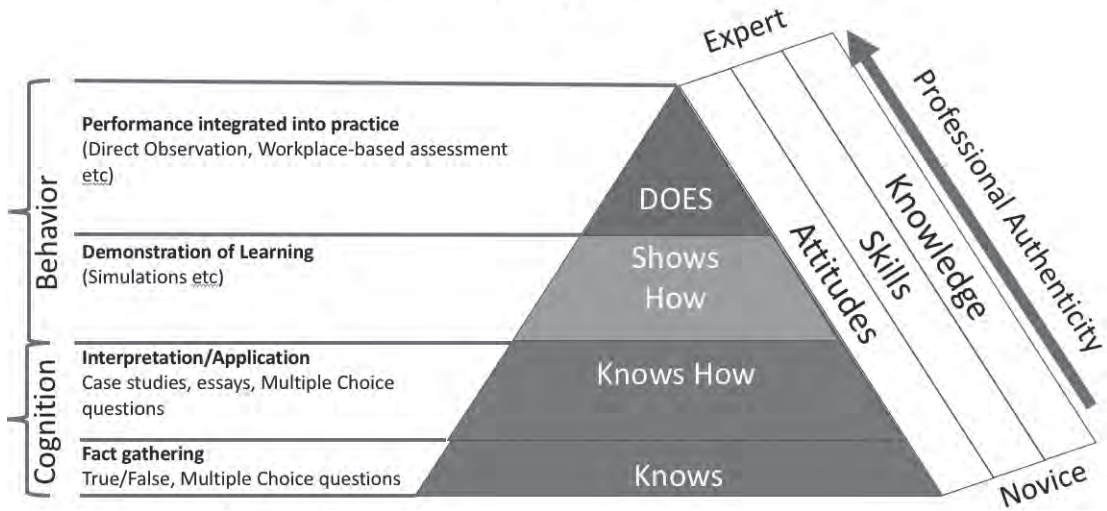 Expert
Professional Authenticity
Behavior
Performance integrated into practice
(Direct Observation, Workplace-based assessment
etc)
DOES
Attitudes
Skills
Knowledge
Demonstration of Learning
(Simulations etc)
Shows
How
Cognition
Interpretation/Application
Case studies, essays, Multiple Choice
questions
Knows How
Fact gathering
True/False, Multiple Choice questions
Knows
Novice